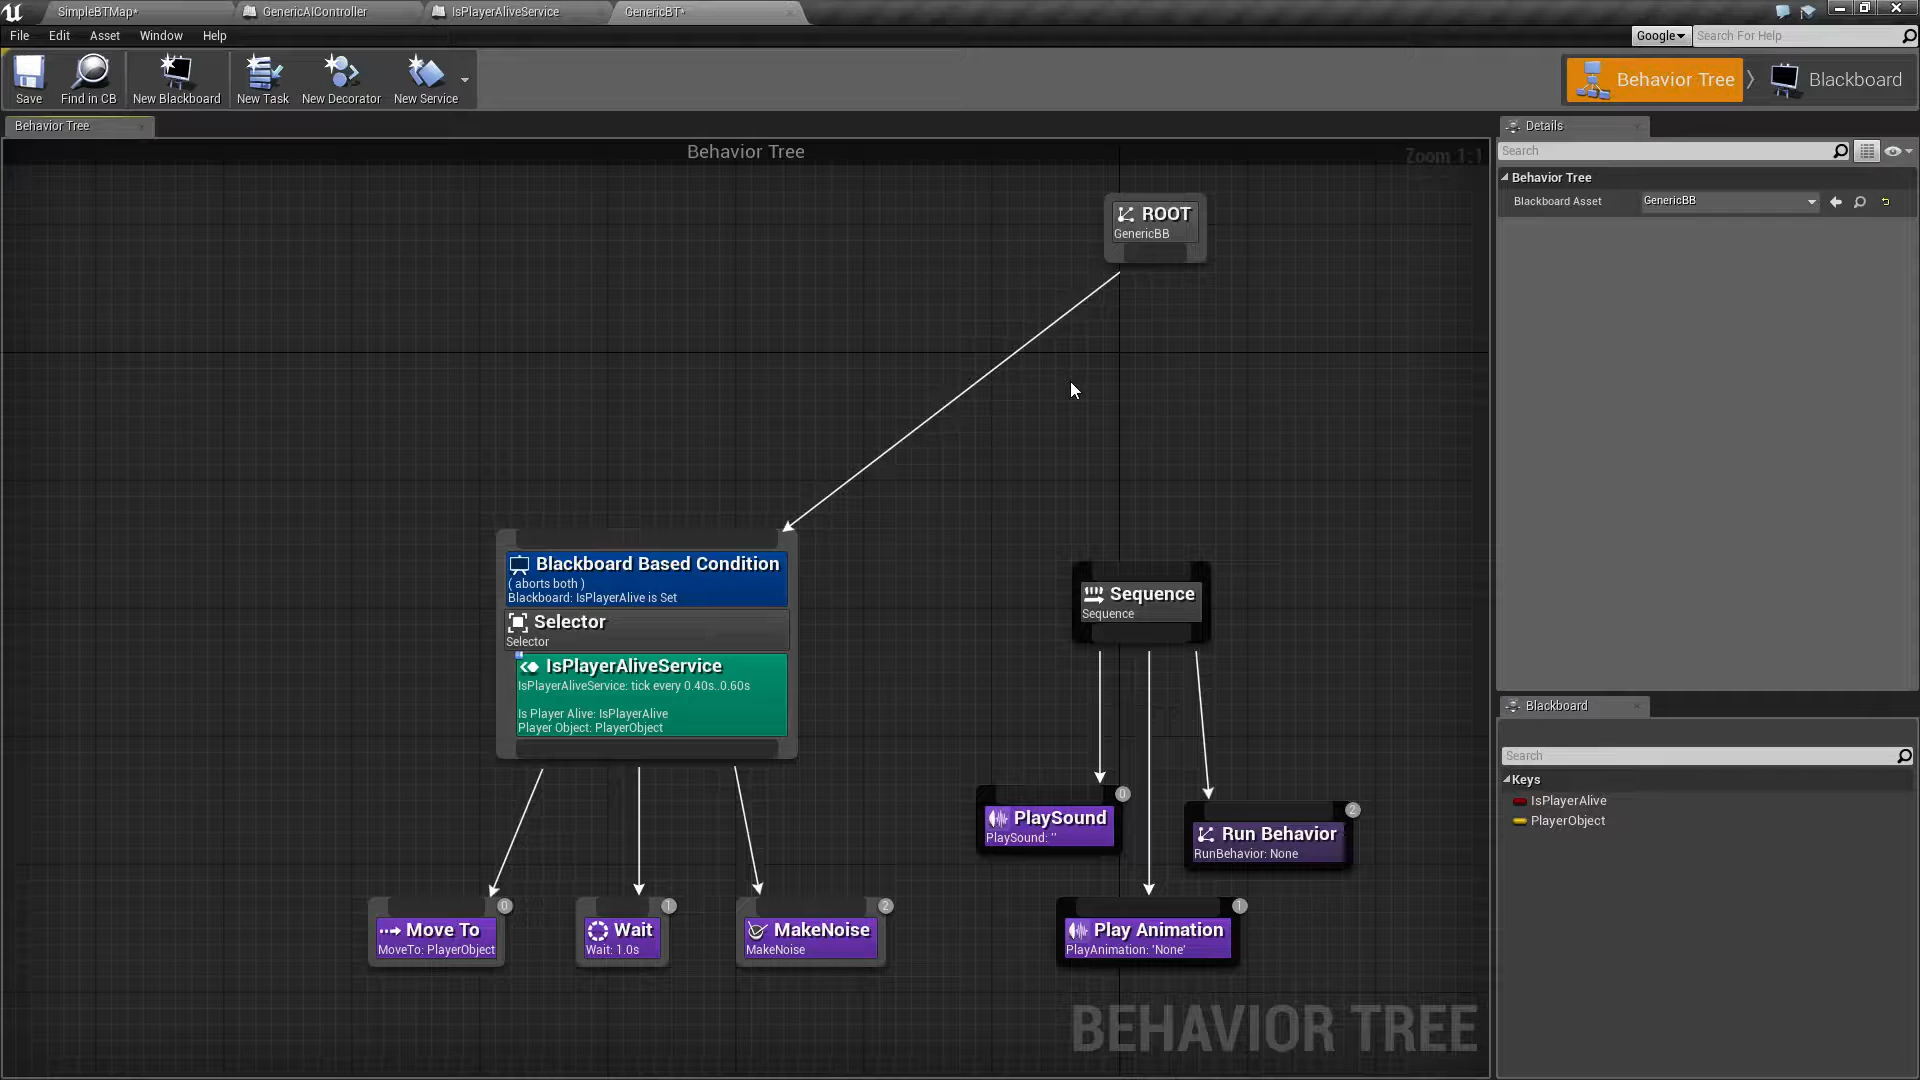 SimpleBTMap*
GenericAIController
IsPlayerAliveService
GenericBT*
File Edit Asset Window Help
Google
Search For Help
Save
Find in CB
New Blackboard
New Task
New Decorator
New Service
Behavior Tree
Blackboard
Behavior Tree
Behavior Tree
Zoom 1:1
ROOT
GenericBB
Blackboard Based Condition
( aborts both )
Blackboard: IsPlayerAlive is Set
Selector
Selector
IsPlayerAliveService
IsPlayerAliveService: tick every 0.40s..0.60s
Is Player Alive: IsPlayerAlive
Player Object: PlayerObject
Sequence
Sequence
0
PlaySound
PlaySound: ''
2
Run Behavior
RunBehavior: None
0
Move To
MoveTo: PlayerObject
1
Wait
Wait: 1.0s
2
MakeNoise
MakeNoise
1
Play Animation
PlayAnimation: 'None'
BEHAVIOR TREE
Details
Search
Behavior Tree
Blackboard Asset
GenericBB
Blackboard
Search
Keys
IsPlayerAlive
PlayerObject